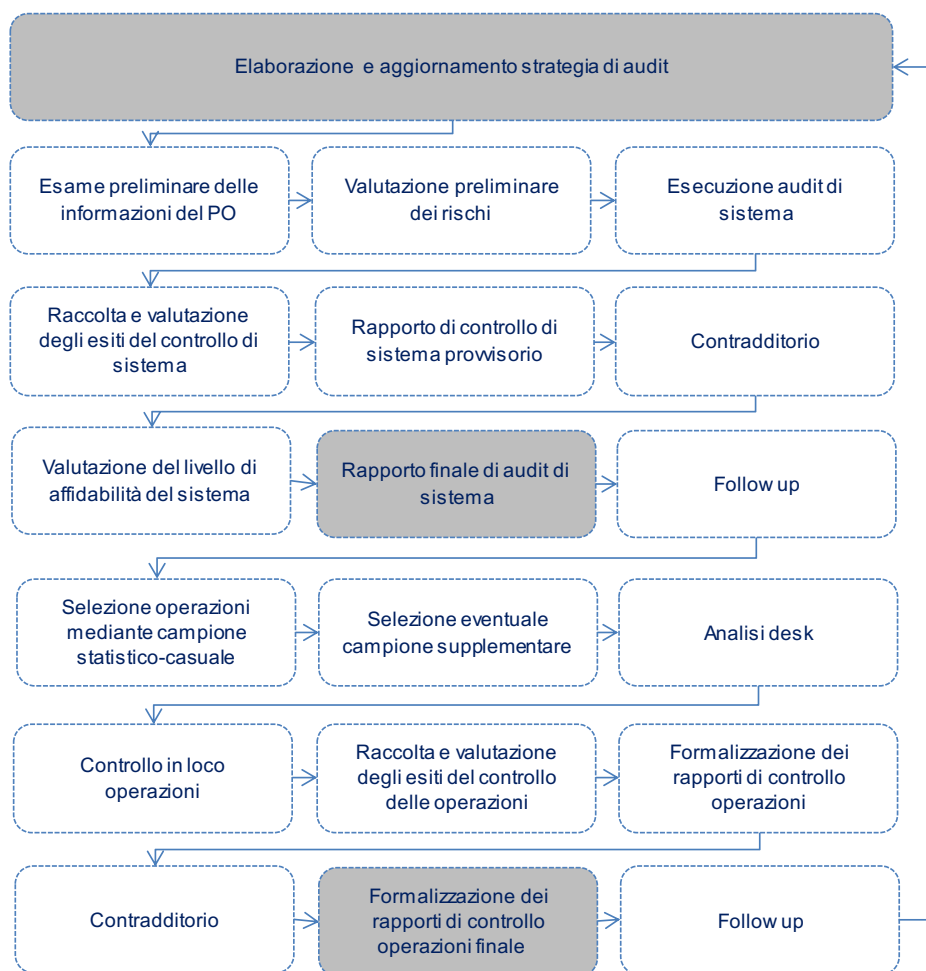 Elaborazione e aggiornamento strategia di audit
Esame preliminare delle
informazioni del PO
Valutazione preliminare
dei rischi
Esecuzione audit di
sistema
Raccolta e valutazione
degli esiti del controllo di
sistema
Rapporto di controllo di
sistema provvisorio
Contradditorio
Valutazione del livello di
affidabilità del sistema
Rapporto finale di audit di
sistema
Follow up
Selezione operazioni
mediante campione
statistico-casuale
Selezione eventuale
campione supplementare
Analisi desk
Controllo in loco
operazioni
Raccolta e valutazione
degli esiti del controllo
delle operazioni
Formalizzazione dei
rapporti di controllo
operazioni
Contradditorio
Formalizzazione dei
rapporti di controllo
operazioni finale
Follow up